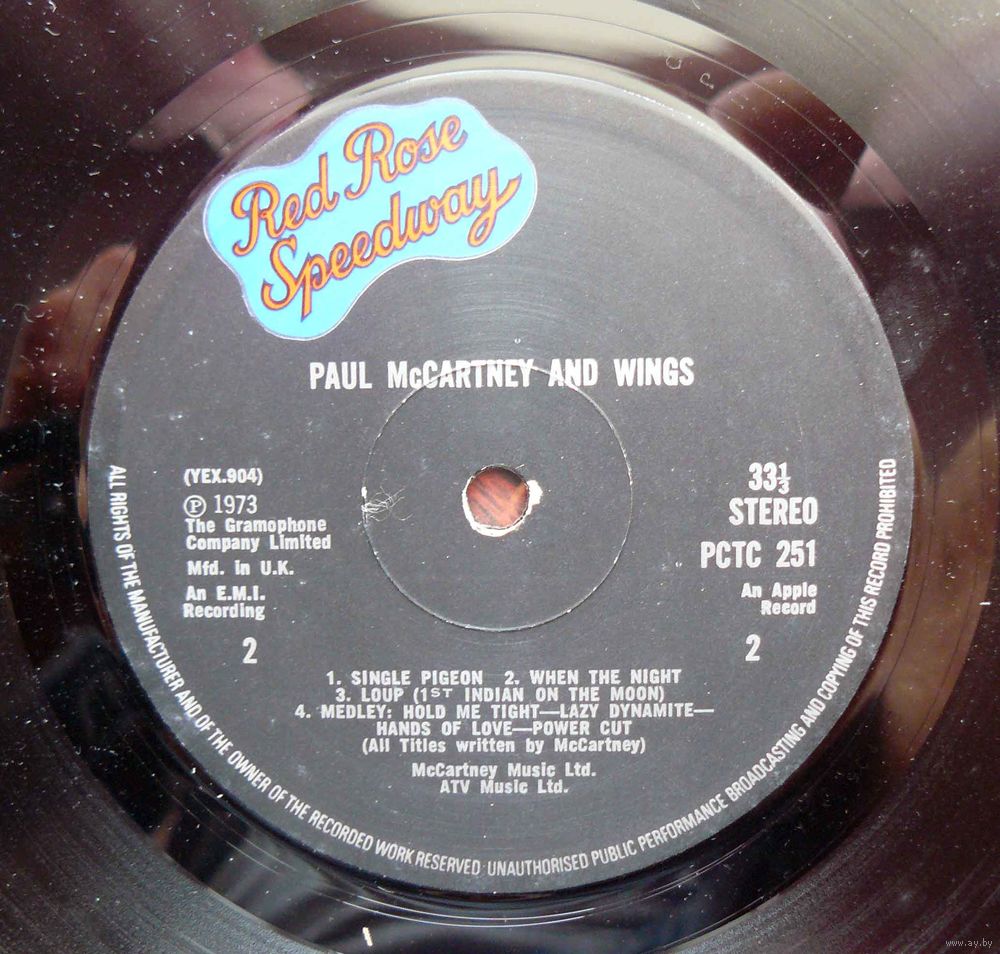 Red Rose
Speedway
PAUL McCARTNEY AND WINGS
(YEX.904)
Ⓟ 1973
The Gramophone
Company Limited
Mfd. in U.K.
An E.M.I.
Recording
2
33⅓
STEREO
PCTC 251
An Apple
Record
2
1. SINGLE PIGEON 2. WHEN THE NIGHT
3. LOUP (1ST INDIAN ON THE MOON)
4. MEDLEY: HOLD ME TIGHT—LAZY DYNAMITE—
HANDS OF LOVE—POWER CUT
(All Titles written by McCartney)
McCartney Music Ltd.
ATV Music Ltd.
ALL RIGHTS OF THE MANUFACTURER AND OF THE OWNER OF THE RECORDED WORK RESERVED UNAUTHORISED PUBLIC PERFORMANCE BROADCASTING AND COPYING OF THIS RECORD PROHIBITED
www.ay.by